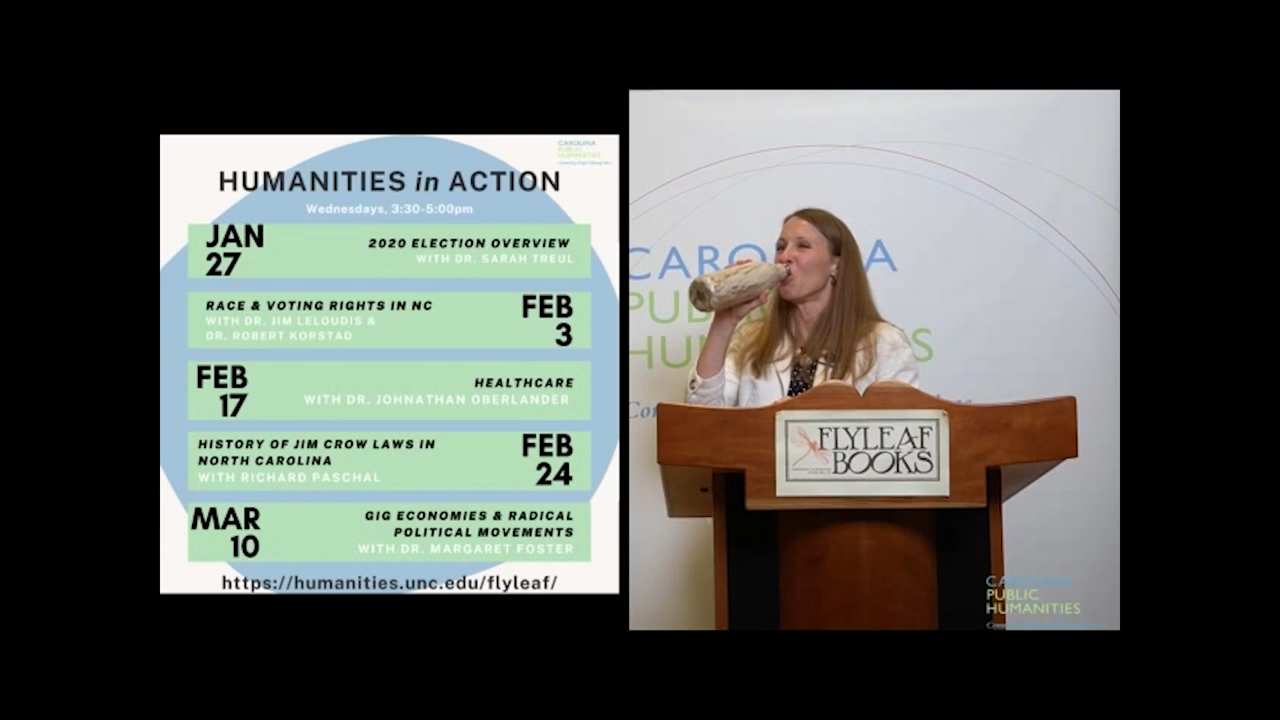 CAROLINA
PUBLIC
HUMANITIES
HUMANITIES in ACTION
Wednesdays, 3:30-5:00pm
JAN
27
2020 ELECTION OVERVIEW
WITH DR. SARAH TREUL
RACE & VOTING RIGHTS IN NC
WITH DR. JIM LELOUDIS &
DR. ROBERT KORSTAD
FEB
3
FEB
17
HEALTHCARE
WITH DR. JOHNATHAN OBERLANDER
HISTORY OF JIM CROW LAWS IN
NORTH CAROLINA
WITH RICHARD PASCHAL
FEB
24
MAR
10
GIG ECONOMIES & RADICAL
POLITICAL MOVEMENTS
WITH DR. MARGARET FOSTER
https://humanities.unc.edu/flyleaf/
CAROLINA
PUBLIC
HU
S
FLYLEAF
BOOKS
CAROLINA
PUBLIC
HUMANITIES